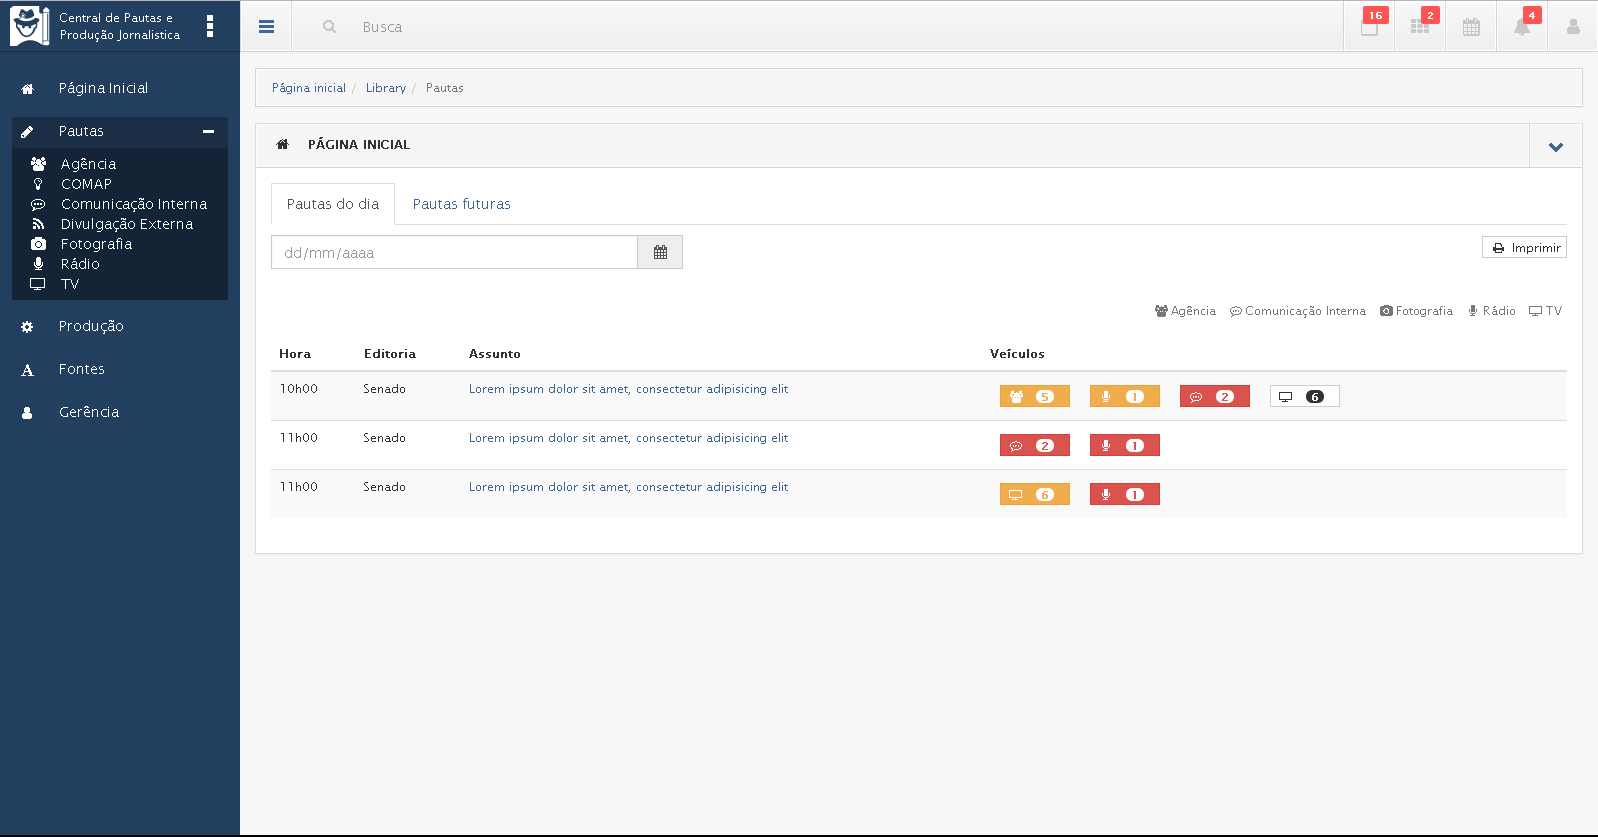 Central de Pautas e
Produção Jornalistica
Busca
16
2
4
Página Inicial
Pautas
Agência
COMAP
Comunicação Interna
Divulgação Externa
Fotografia
Rádio
TV
Produção
Fontes
Gerência
Página inicial / Library / Pautas
PÁGINA INICIAL
Pautas do dia Pautas futuras
dd/mm/aaaa
Imprimir
Agência Comunicação Interna Fotografia Rádio TV
Hora Editoria Assunto Veículos
10h00 Senado Lorem ipsum dolor sit amet, consectetur adipisicing elit 5 1 2 6
11h00 Senado Lorem ipsum dolor sit amet, consectetur adipisicing elit 2 1
11h00 Senado Lorem ipsum dolor sit amet, consectetur adipisicing elit 6 1